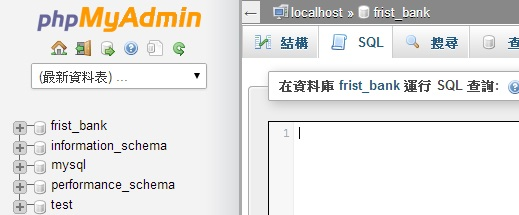 phpMyAdmin
(最新資料表) ...
frist_bank
information_schema
mysql
performance_schema
test
localhost » frist_bank
結構 SQL 搜尋 查
在資料庫 frist_bank 運行 SQL 查詢:
1